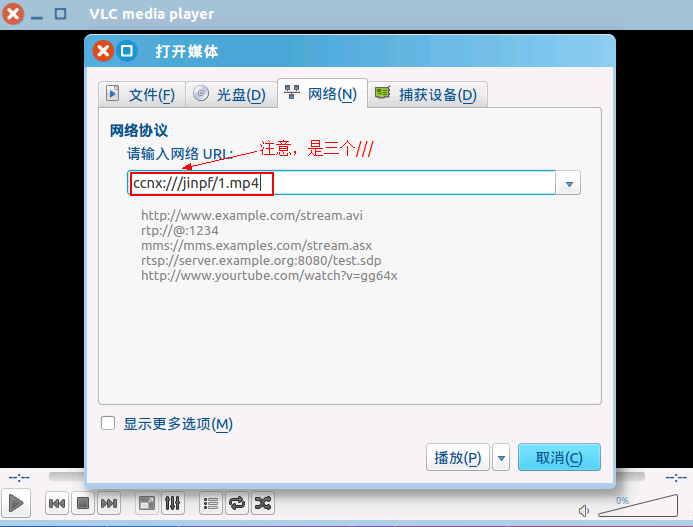 VLC media player
打开媒体
文件(F)
光盘(D)
网络(N)
捕获设备(D)
网络协议
请输入网络 URL:
注意，是三个///
ccnx:///jinpf/1.mp4
http://www.example.com/stream.avi
rtp://@:1234
mms://mms.examples.com/stream.asx
rtsp://server.example.org:8080/test.sdp
http://www.yourtube.com/watch?v=gg64x
显示更多选项(M)
播放(P)
取消(C)
--:--
--:--
0%